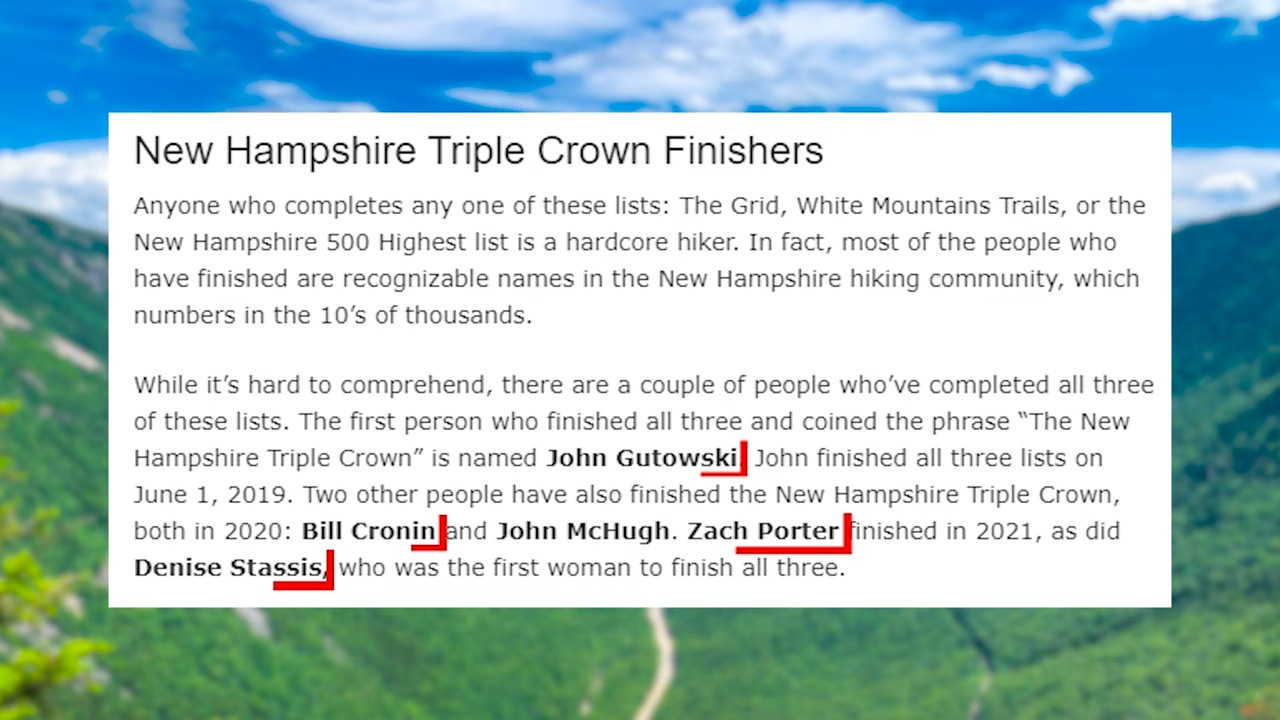 New Hampshire Triple Crown Finishers
Anyone who completes any one of these lists: The Grid, White Mountains Trails, or the
New Hampshire 500 Highest list is a hardcore hiker. In fact, most of the people who
have finished are recognizable names in the New Hampshire hiking community, which
numbers in the 10’s of thousands.
While it’s hard to comprehend, there are a couple of people who’ve completed all three
of these lists. The first person who finished all three and coined the phrase “The New
Hampshire Triple Crown” is named John Gutowski. John finished all three lists on
June 1, 2019. Two other people have also finished the New Hampshire Triple Crown,
both in 2020: Bill Cronin and John McHugh. Zach Porter finished in 2021, as did
Denise Stassis, who was the first woman to finish all three.